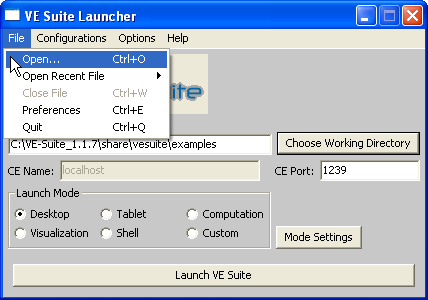 VE Suite Launcher
File Configurations Options Help
Open... Ctrl+O
Open Recent File
Close File Ctrl+W
Preferences Ctrl+E
Quit Ctrl+Q
C:\VE-Suite_1.1.7\share\vesuite\examples Choose Working Directory
CE Name: localhost CE Port: 1239
Launch Mode
Desktop Tablet Computation
Visualization Shell Custom
Mode Settings
Launch VE Suite